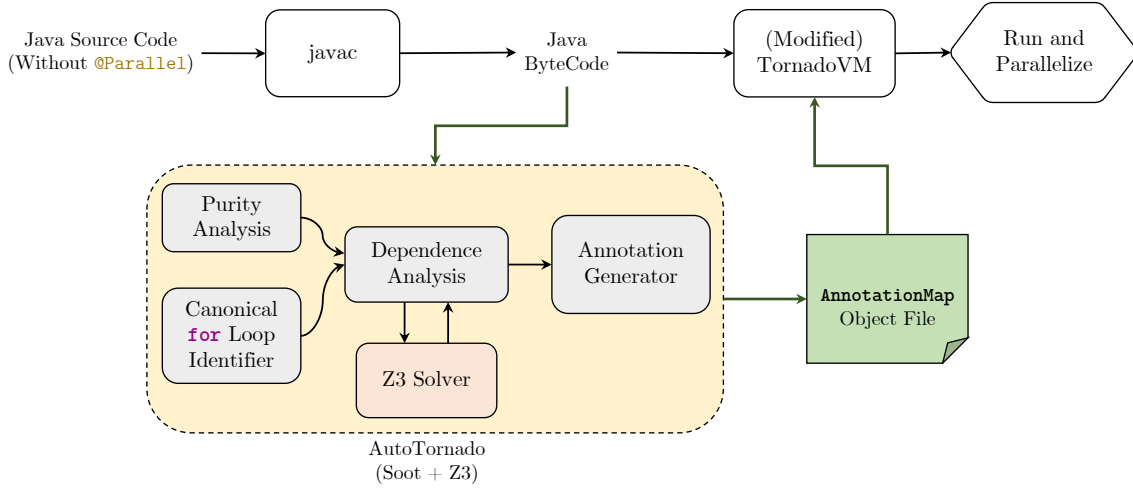 Java Source Code
(Without @Parallel)
javac
Java
ByteCode
(Modified)
TornadoVM
Run and
Parallelize
Purity
Analysis
Canonical
for Loop
Identifier
Dependence
Analysis
Z3 Solver
Annotation
Generator
AnnotationMap
Object File
AutoTornado
(Soot + Z3)